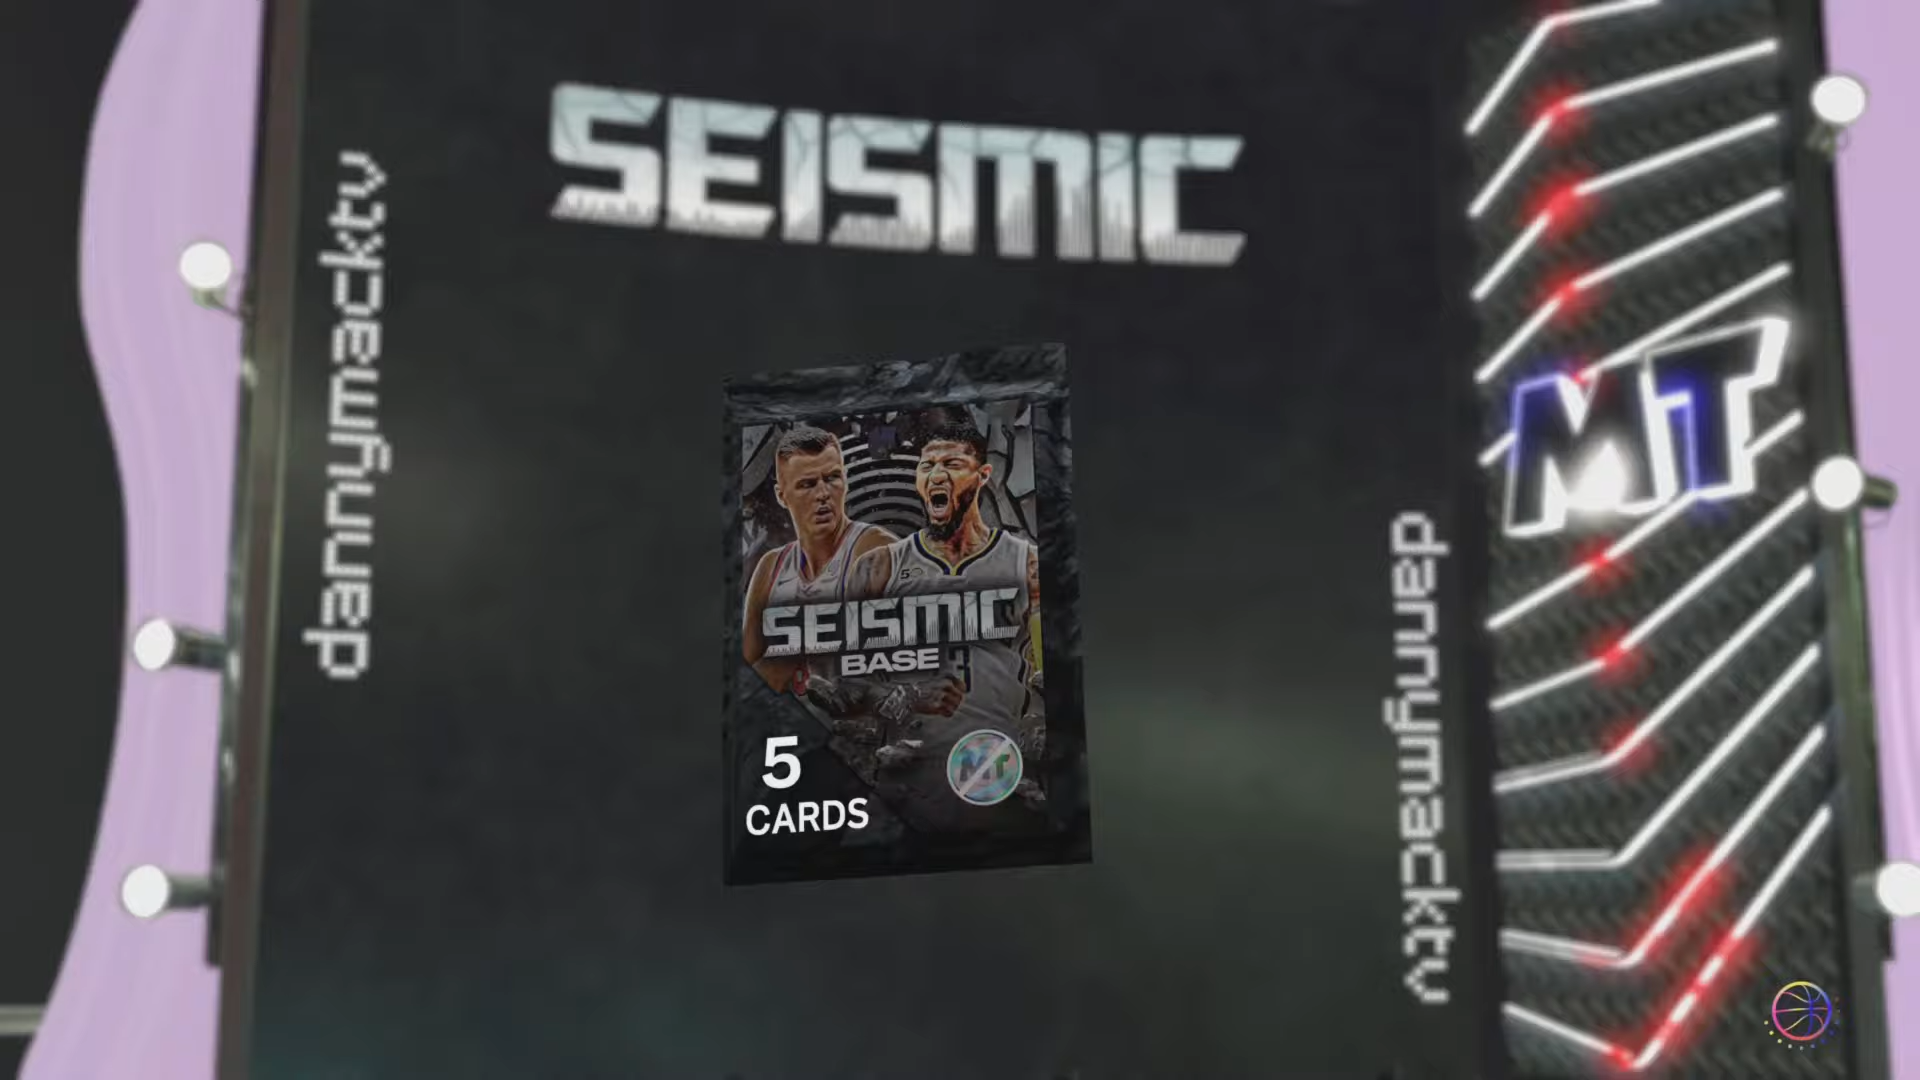 SEISMIC
dannymacktv
SEISMIC
BASE
5
CARDS
MT
MT
dannymacktv